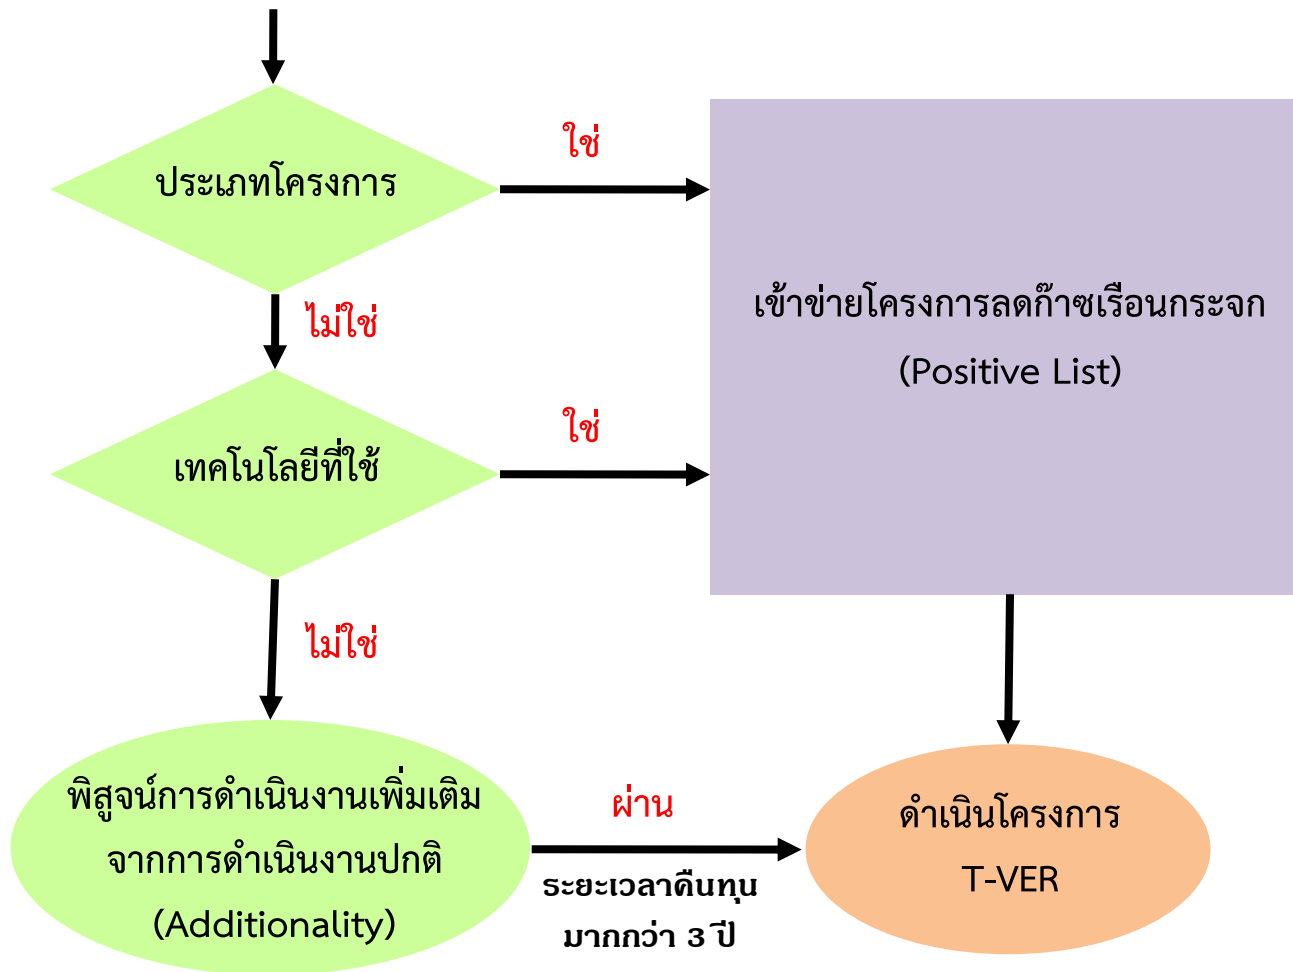 ประเภทโครงการ
ใช่
ไม่ใช่
เข้าข่ายโครงการลดก๊าซเรือนกระจก
(Positive List)
เทคโนโลยีที่ใช้
ใช่
ไม่ใช่
พิสูจน์การดำเนินงานเพิ่มเติม
จากการดำเนินงานปกติ
(Additionality)
ผ่าน
ระยะเวลาคืนทุน
มากกว่า 3 ปี
ดำเนินโครงการ
T-VER